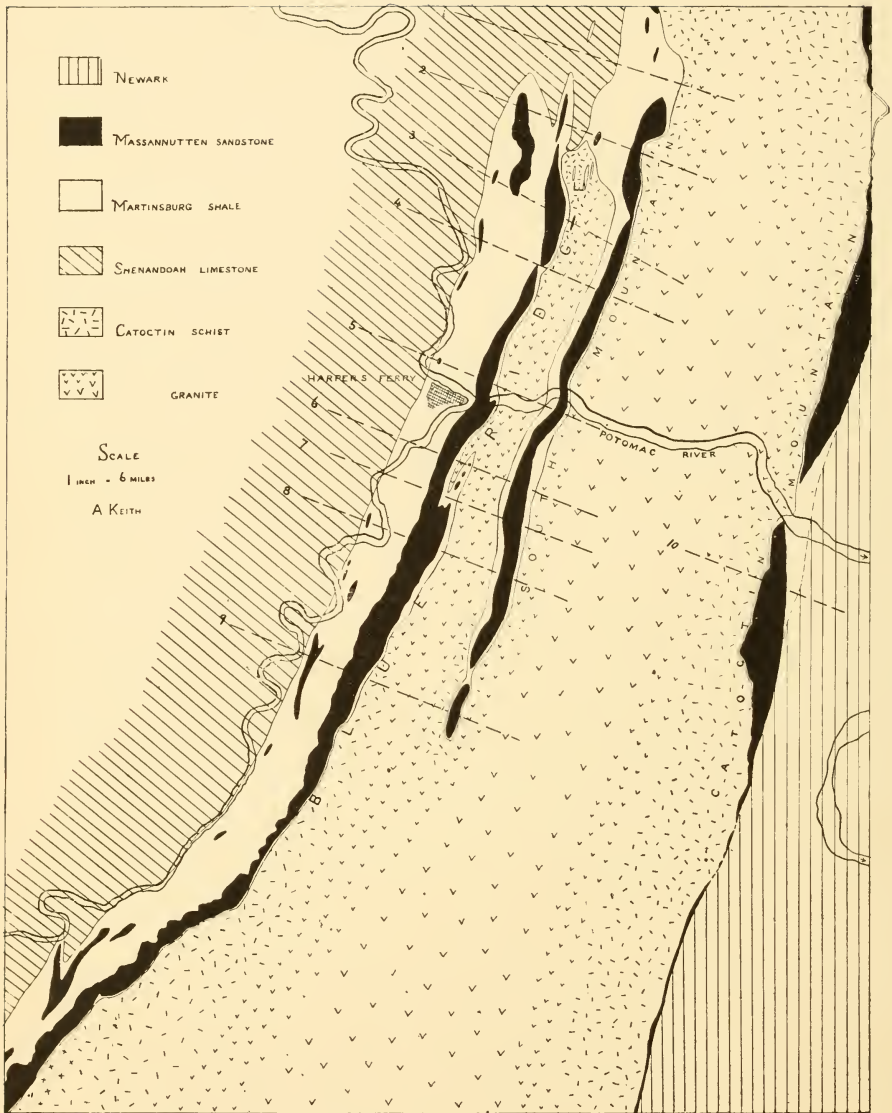 NEWARK
MASSANNUTTEN SANDSTONE
MARTINSBURG SHALE
SHENANDOAH LIMESTONE
CATOCTIN SCHIST
GRANITE
SCALE
1 INCH - 6 MILES
A KEITH
1
2
3
4
5
HARPERS FERRY
6
7
8
9
10
POTOMAC RIVER
BLUE RIDGE
SOUTH MOUNTAIN
CATOCTIN MOUNTAIN